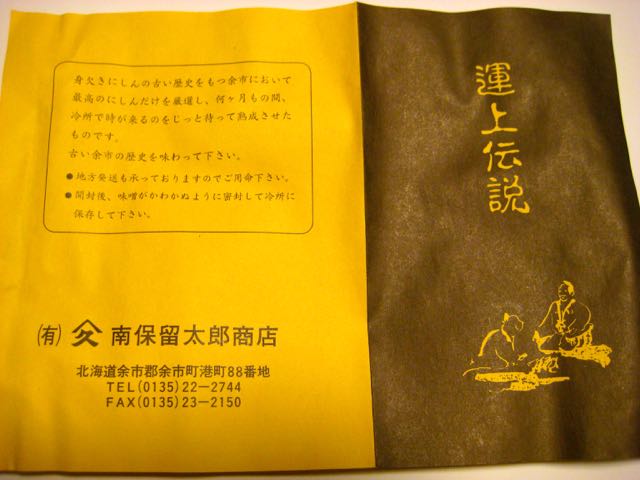 身欠きにしんの古い歴史をもつ余市において
最高のにしんだけを厳選し、何ヶ月もの間、
冷所で時が来るのをじっと待って熟成させた
ものです。
古い余市の歴史を味わって下さい。
●地方発送も承っておりますのでご用命下さい。
●開封後、味噌がかわかぬように密封して冷所に
保存して下さい。
㈲ 久 南保留太郎商店
北海道余市郡余市町港町88番地
TEL(0135)22-2744
FAX(0135)23-2150
運上伝説